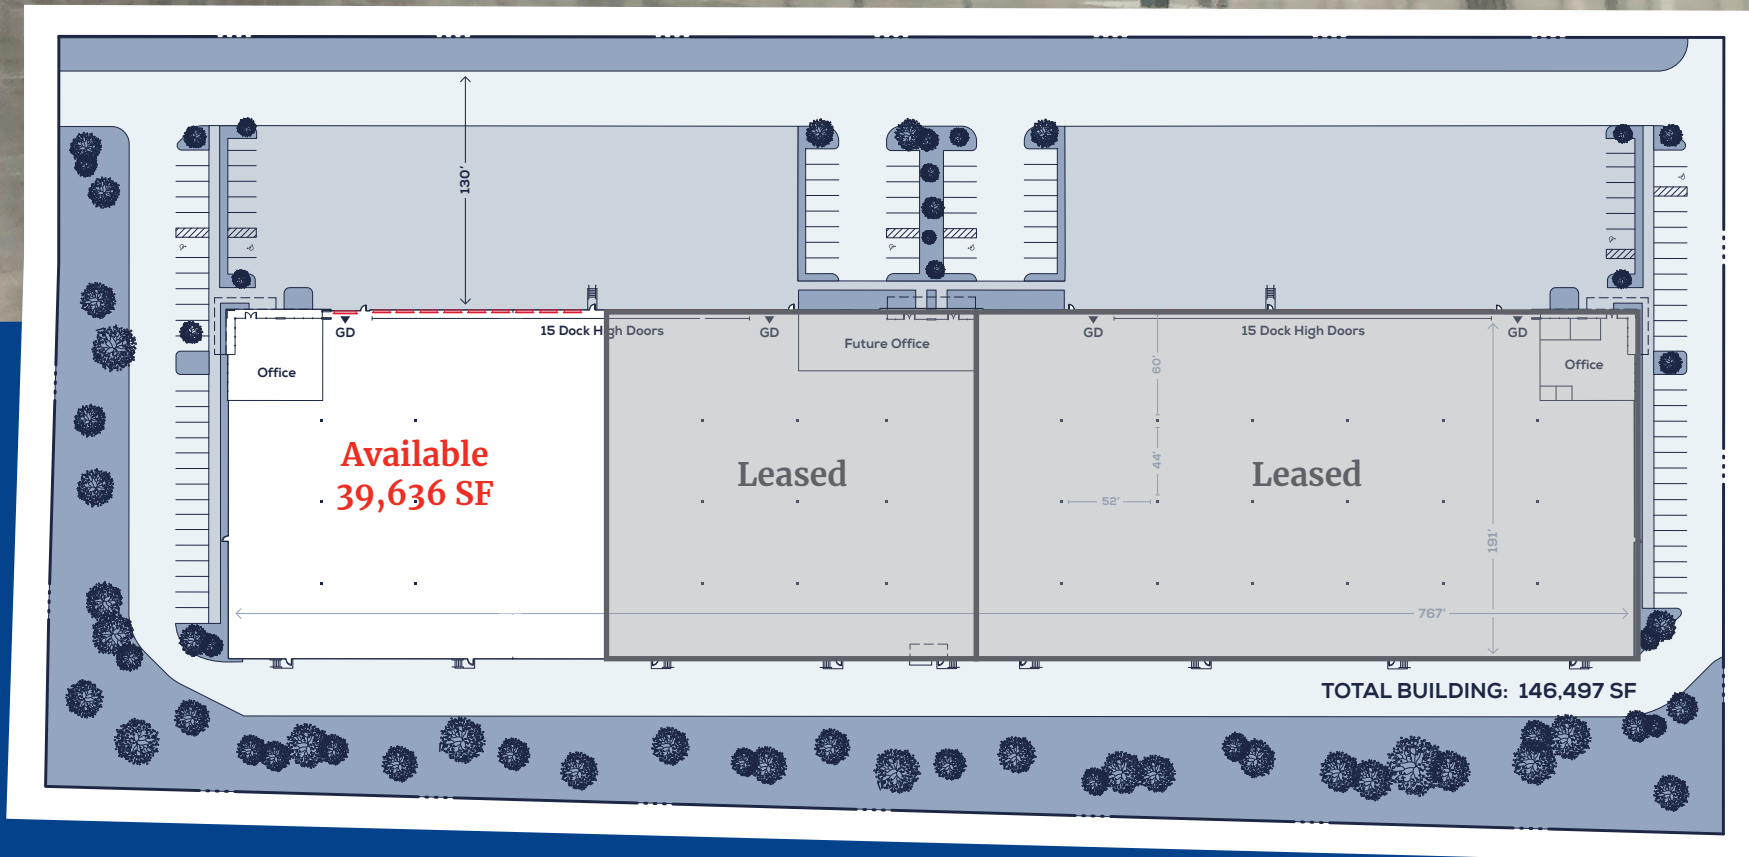 130'
GD
15 Dock High Doors
GD
GD
15 Dock High Doors
GD
Office
Future Office
Office
60'
Available
39,636 SF
Leased
Leased
44'
52'
191'
767'
TOTAL BUILDING: 146,497 SF